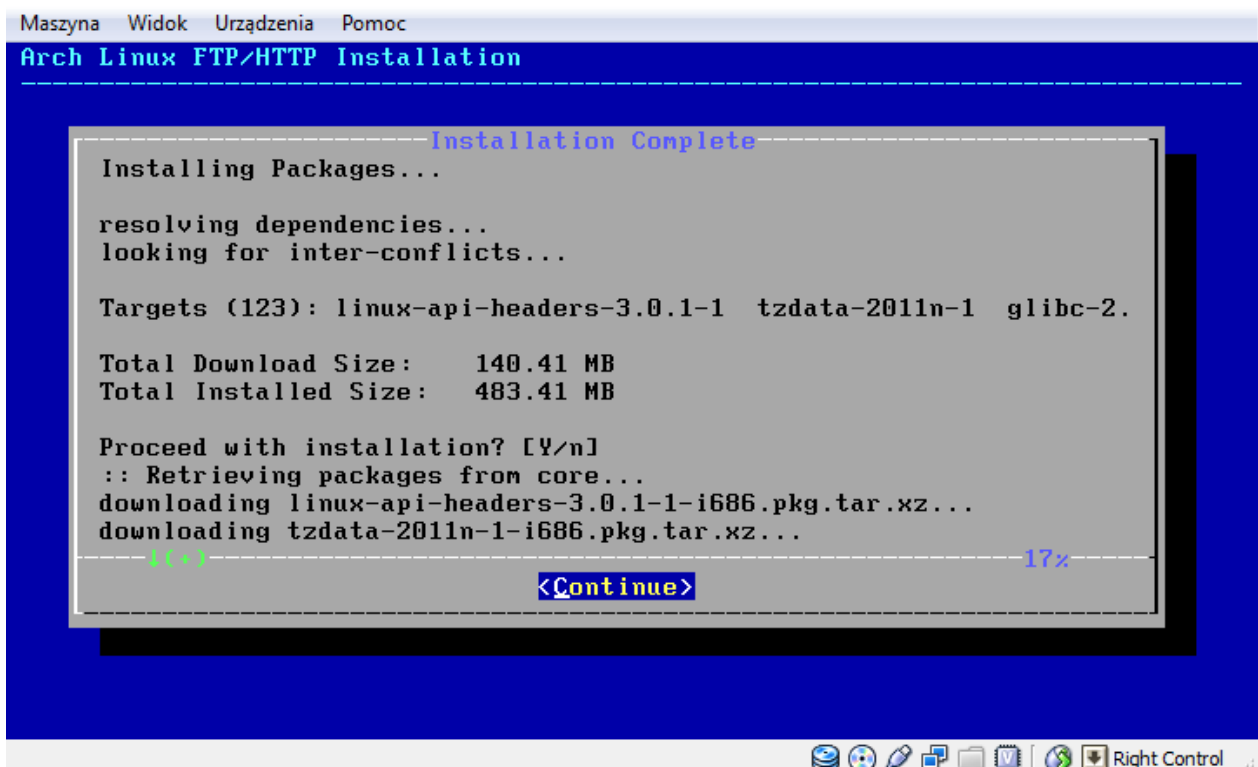 Maszyna Widok Urządzenia Pomoc
Arch Linux FTP/HTTP Installation
Installation Complete
Installing Packages...
resolving dependencies...
looking for inter-conflicts...
Targets (123): linux-api-headers-3.0.1-1 tzdata-2011n-1 glibc-2.
Total Download Size: 140.41 MB
Total Installed Size: 483.41 MB
Proceed with installation? [Y/n]
:: Retrieving packages from core...
downloading linux-api-headers-3.0.1-1-i686.pkg.tar.xz...
downloading tzdata-2011n-1-i686.pkg.tar.xz...
↓(+) 17%
<Continue>
Right Control